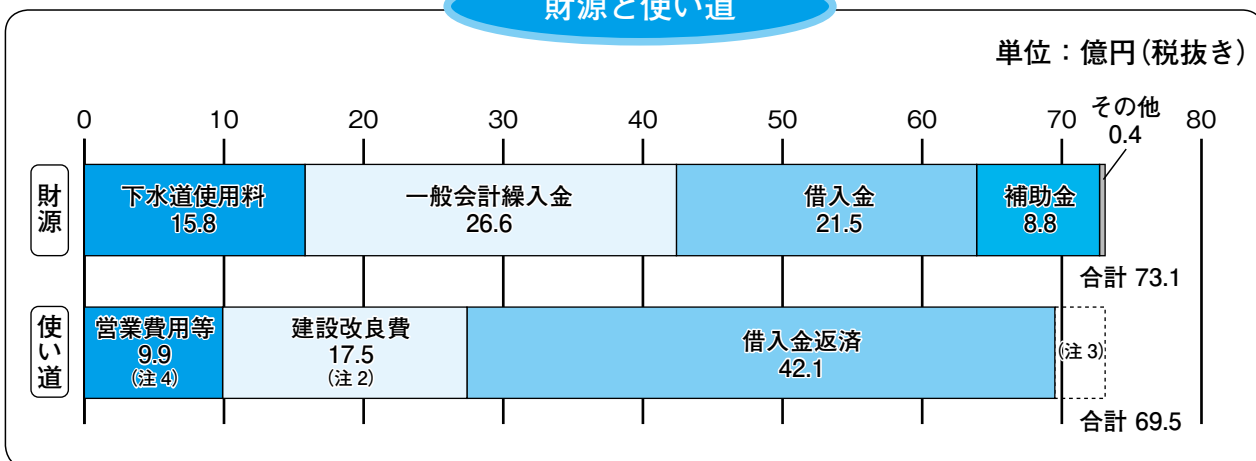 財源と使い道
単位：億円（税抜き）
0 10 20 30 40 50 60 70 80
その他
0.4
財源
下水道使用料
15.8
一般会計繰入金
26.6
借入金
21.5
補助金
8.8
合計 73.1
使い道
営業費用等
9.9
（注4）
建設改良費
17.5
（注2）
借入金返済
42.1
（注3）
合計 69.5